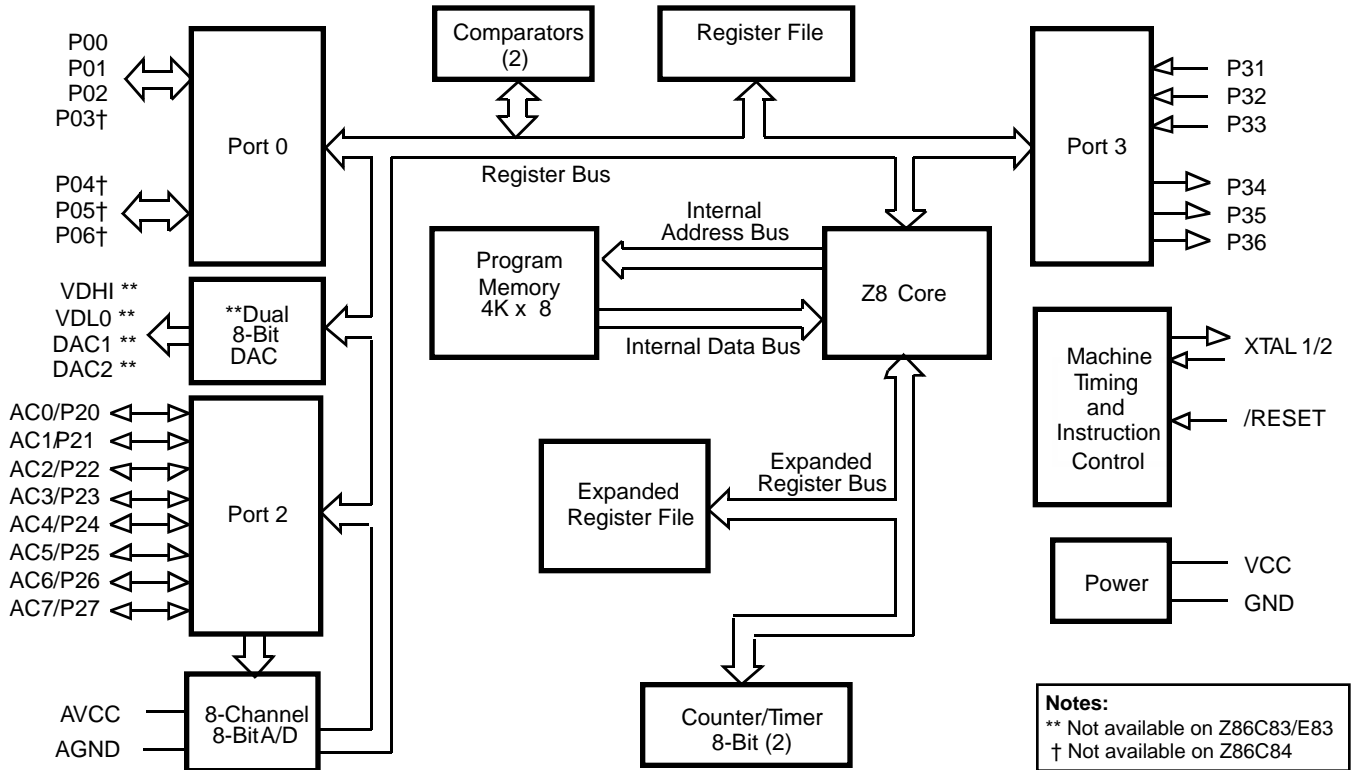 P00
P01
P02
P03†
P04†
P05†
P06†
Port 0
Comparators
(2)
Register File
Port 3
P31
P32
P33
P34
P35
P36
Register Bus
Internal
Address Bus
Program
Memory
4K x 8
Z8 Core
Internal Data Bus
VDHI **
VDL0 **
DAC1 **
DAC2 **
**Dual
8-Bit
DAC
Machine
Timing
and
Instruction
Control
XTAL 1/2
/RESET
AC0/P20
AC1/P21
AC2/P22
AC3/P23
AC4/P24
AC5/P25
AC6/P26
AC7/P27
Port 2
Expanded
Register File
Expanded
Register Bus
Power
VCC
GND
AVCC
AGND
8-Channel
8-Bit A/D
Counter/Timer
8-Bit (2)
Notes:
** Not available on Z86C83/E83
† Not available on Z86C84